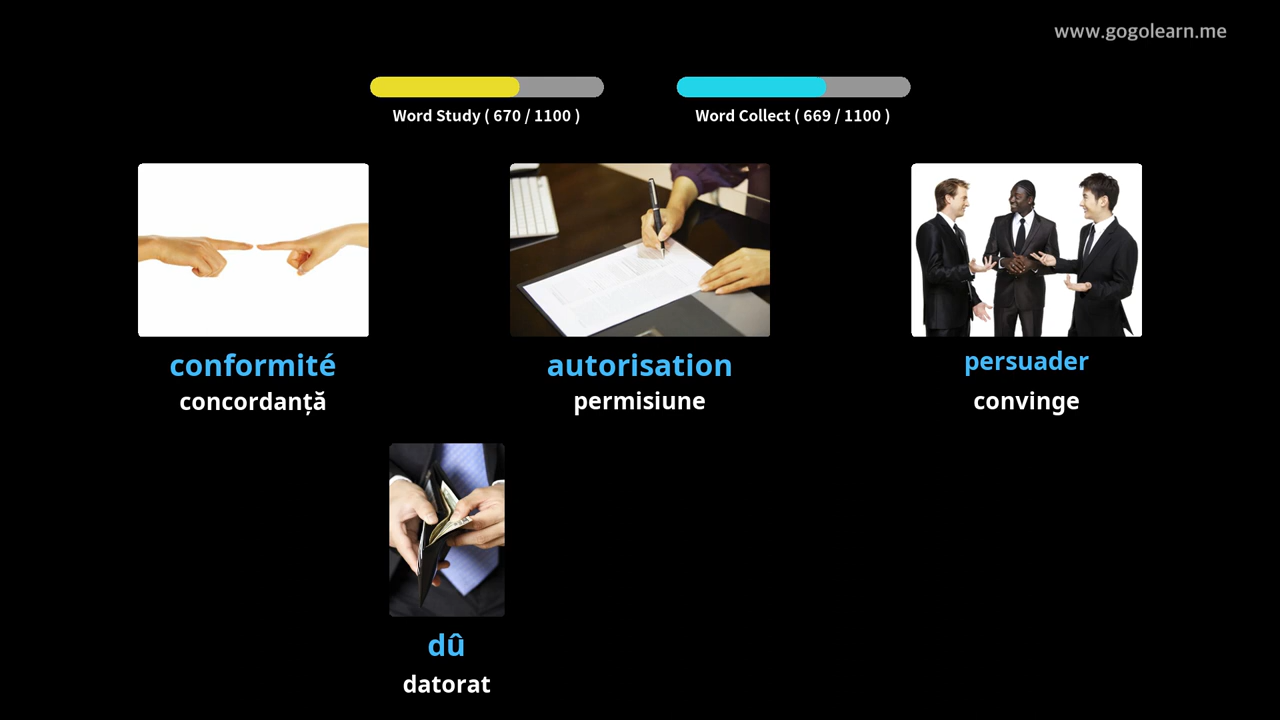 www.gogolearn.me
Word Study ( 670 / 1100 )
Word Collect ( 669 / 1100 )
conformité
autorisation
persuader
concordanță
permisiune
convinge
dû
datorat